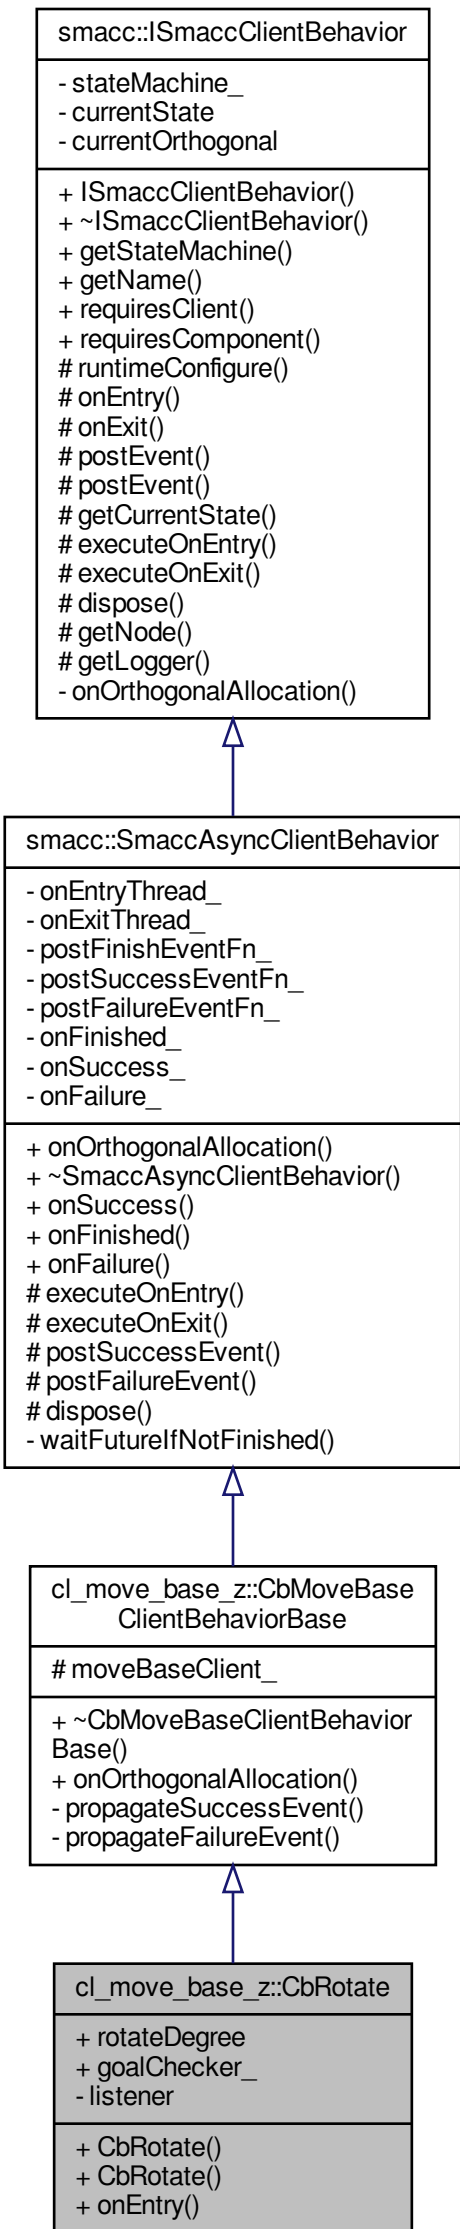 smacc::ISmaccClientBehavior
- stateMachine_
- currentState
- currentOrthogonal
+ ISmaccClientBehavior()
+ ~ISmaccClientBehavior()
+ getStateMachine()
+ getName()
+ requiresClient()
+ requiresComponent()
# runtimeConfigure()
# onEntry()
# onExit()
# postEvent()
# postEvent()
# getCurrentState()
# executeOnEntry()
# executeOnExit()
# dispose()
# getNode()
# getLogger()
- onOrthogonalAllocation()
smacc::SmaccAsyncClientBehavior
- onEntryThread_
- onExitThread_
- postFinishEventFn_
- postSuccessEventFn_
- postFailureEventFn_
- onFinished_
- onSuccess_
- onFailure_
+ onOrthogonalAllocation()
+ ~SmaccAsyncClientBehavior()
+ onSuccess()
+ onFinished()
+ onFailure()
# executeOnEntry()
# executeOnExit()
# postSuccessEvent()
# postFailureEvent()
# dispose()
- waitFutureIfNotFinished()
cl_move_base_z::CbMoveBase
ClientBehaviorBase
# moveBaseClient_
+ ~CbMoveBaseClientBehavior
Base()
+ onOrthogonalAllocation()
- propagateSuccessEvent()
- propagateFailureEvent()
cl_move_base_z::CbRotate
+ rotateDegree
+ goalChecker_
- listener
+ CbRotate()
+ CbRotate()
+ onEntry()